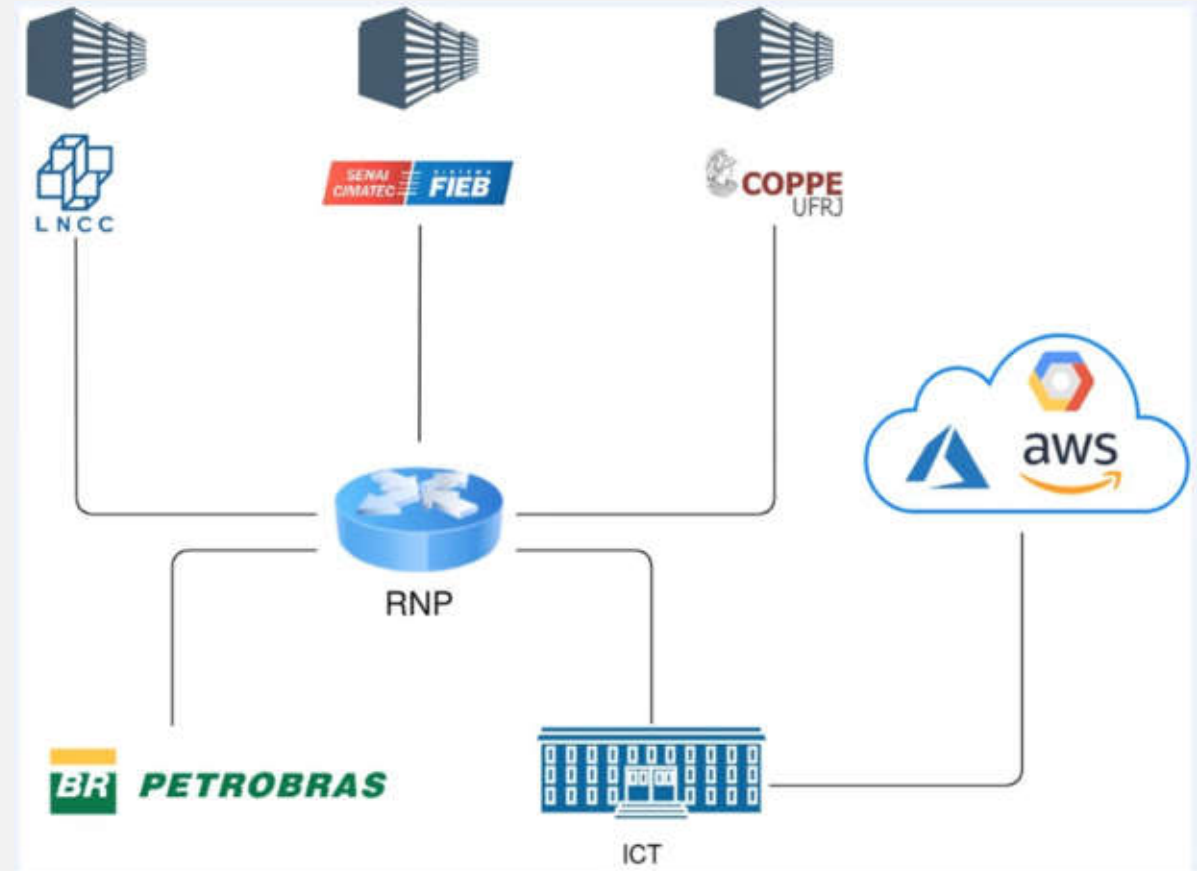 LNCC
SENAI
CIMATEC
SISTEMA
FIEB
COPPE
UFRJ
aws
RNP
BR PETROBRAS
ICT